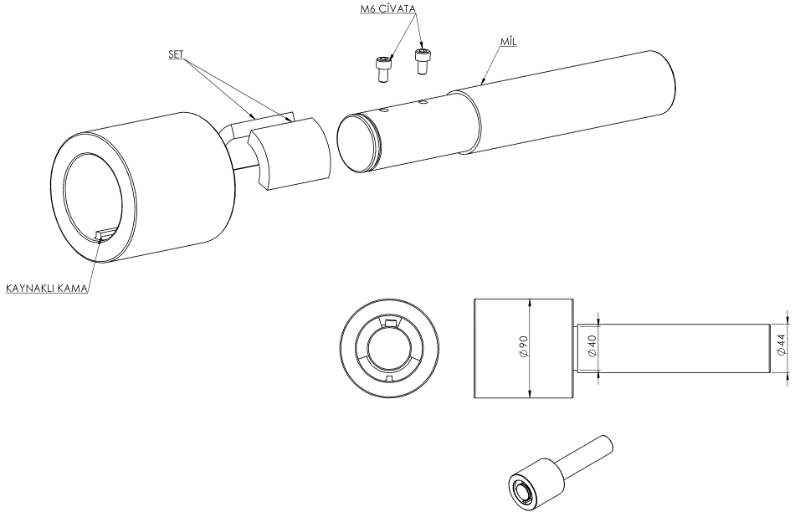 M6 CİVATA
MİL
SET
KAYNAKLI KAMA
Ø90
Ø40
Ø44